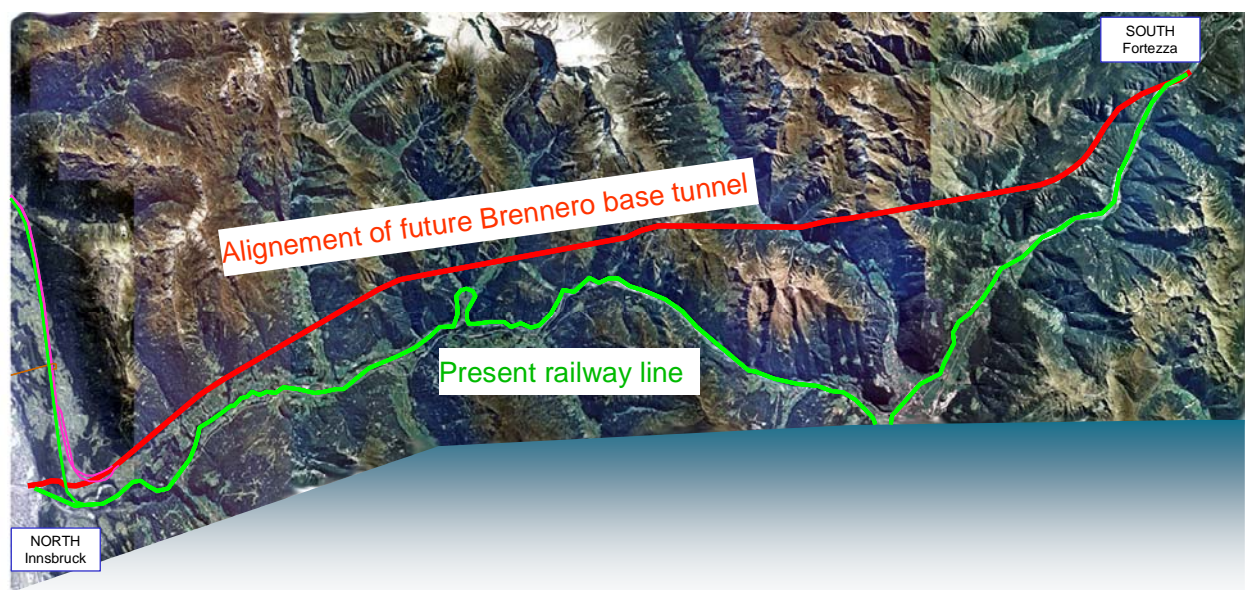 SOUTH
Fortezza
Alignement of future Brennero base tunnel
Present railway line
NORTH
Innsbruck